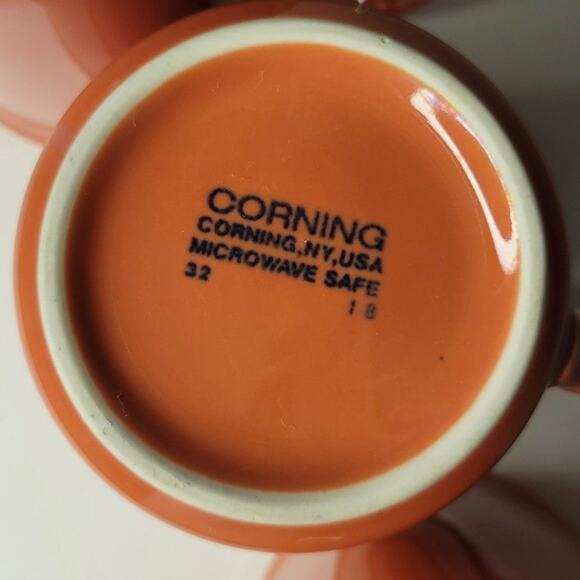 CORNING
CORNING,NY,USA
MICROWAVE SAFE
32
18